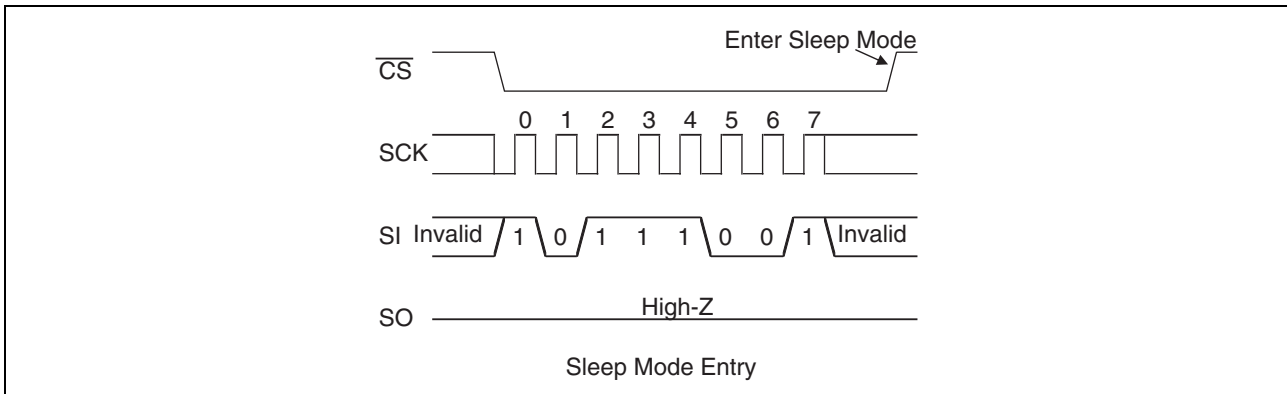 Enter Sleep Mode
CS
0 1 2 3 4 5 6 7
SCK
SI Invalid 1 0 1 1 1 0 0 1 Invalid
High-Z
SO
Sleep Mode Entry